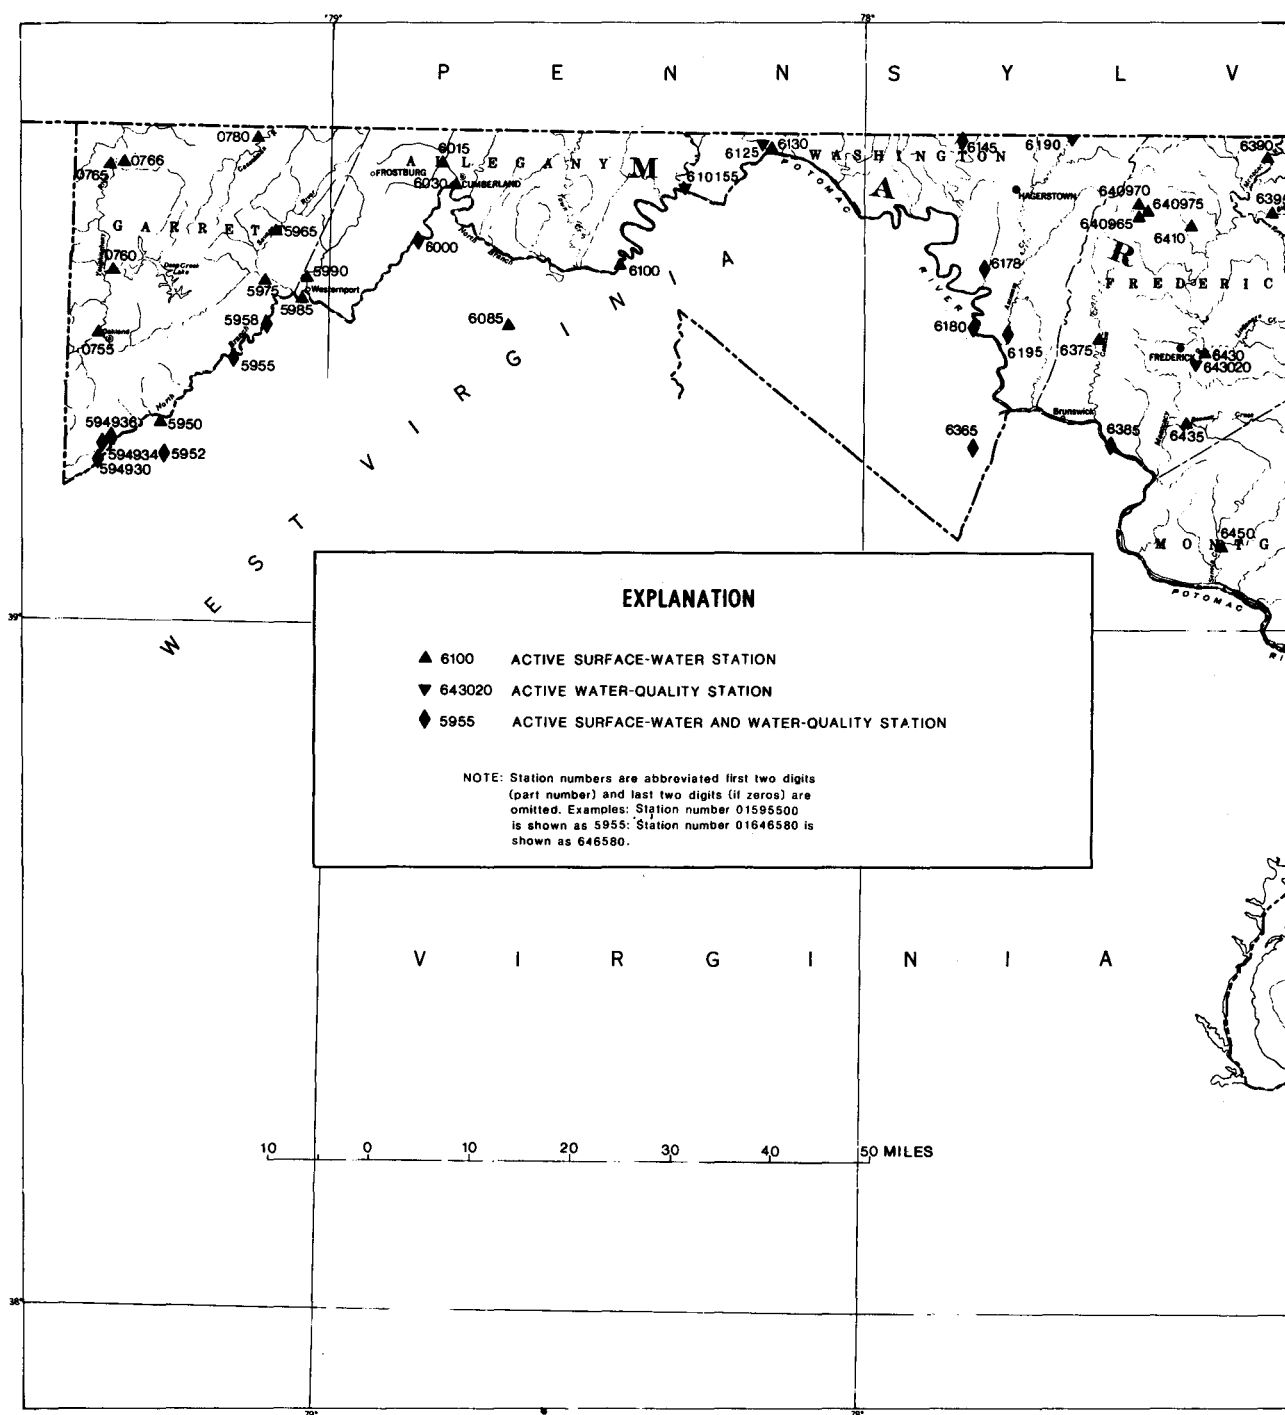 79°
78°
P E N N S Y L V
0780
0766
0765
6015
6030
FROSTBURG
CUMBERLAND
A L L E G A N Y
M
610155
6125
6130
POTOMAC
W A S H I N G T O N
A
6145
6190
HAGERSTOWN
6390
640970
640975
640965
6410
R
F R E D E R I C
G A R R E T
5965
0760
Deep Creek Lake
5975
5990
Westernport
5985
6000
North Branch
6100
6085
5958
5955
0755
Oakland
North
5950
594936
594934
594930
5952
RIVER
6178
6180
6195
6375
FREDERICK
6430
643020
Brunswick
6385
6435
6365
M O N T G
6450
POTOMAC
39°
W E S T V I R G I N I A
EXPLANATION
6100 ACTIVE SURFACE-WATER STATION
643020 ACTIVE WATER-QUALITY STATION
5955 ACTIVE SURFACE-WATER AND WATER-QUALITY STATION
NOTE: Station numbers are abbreviated first two digits
(part number) and last two digits (if zeros) are
omitted. Examples: Station number 01595500
is shown as 5955: Station number 01646580 is
shown as 646580.
V I R G I N I A
10 0 10 20 30 40 50 MILES
38°
79°
78°